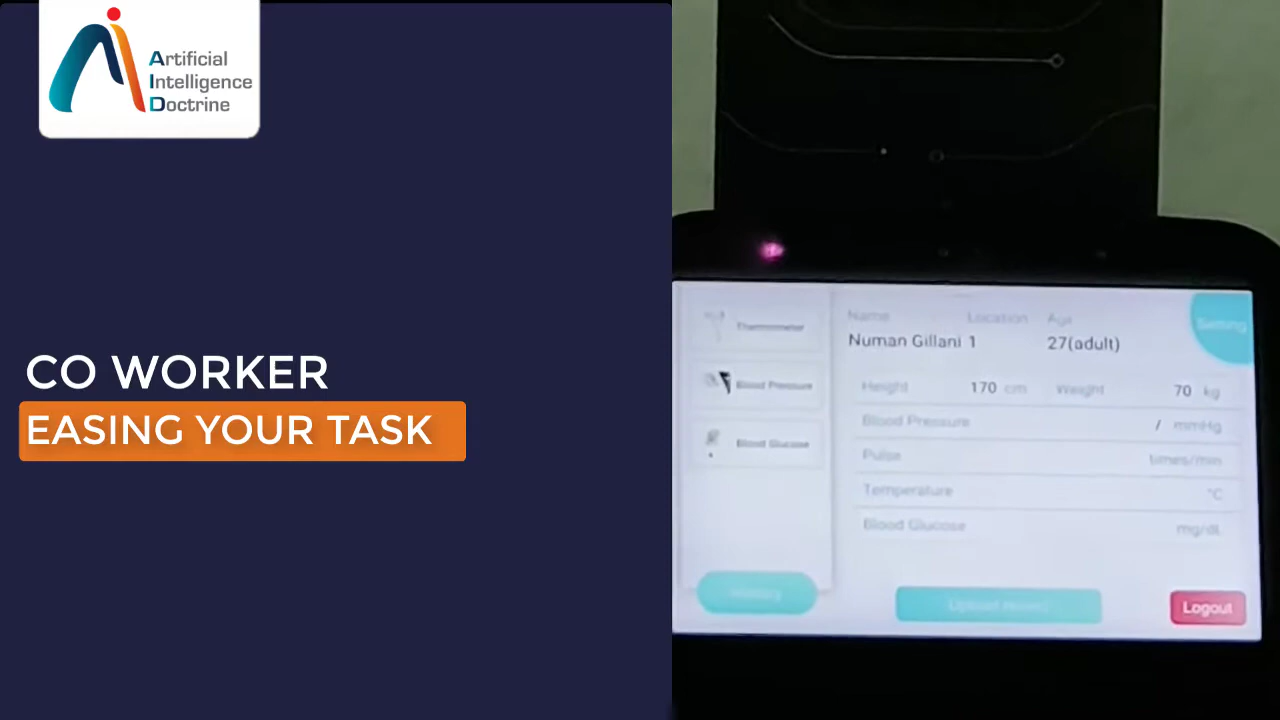 Artificial
Intelligence
Doctrine
CO WORKER
EASING YOUR TASK
Thermometer
Blood Pressure
Blood Glucose
Name Location Age
Numan Gillani 1 27(adult)
Setting
Height 170 cm Weight 70 kg
Blood Pressure / mmHg
Pulse times/min
Temperature °C
Blood Glucose mg/dL
Logout